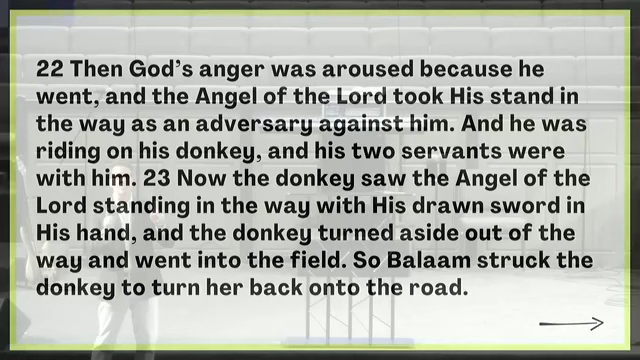 22 Then God's anger was aroused because he
went, and the Angel of the Lord took His stand in
the way as an adversary against him. And he was
riding on his donkey, and his two servants were
with him. 23 Now the donkey saw the Angel of the
Lord standing in the way with His drawn sword in
His hand, and the donkey turned aside out of the
way and went into the field. So Balaam struck the
donkey to turn her back onto the road.